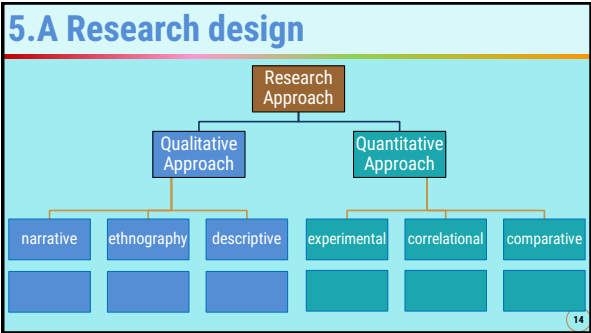 5.A Research design
Research
Approach
Qualitative
Approach
Quantitative
Approach
narrative
ethnography
descriptive
experimental
correlational
comparative
14